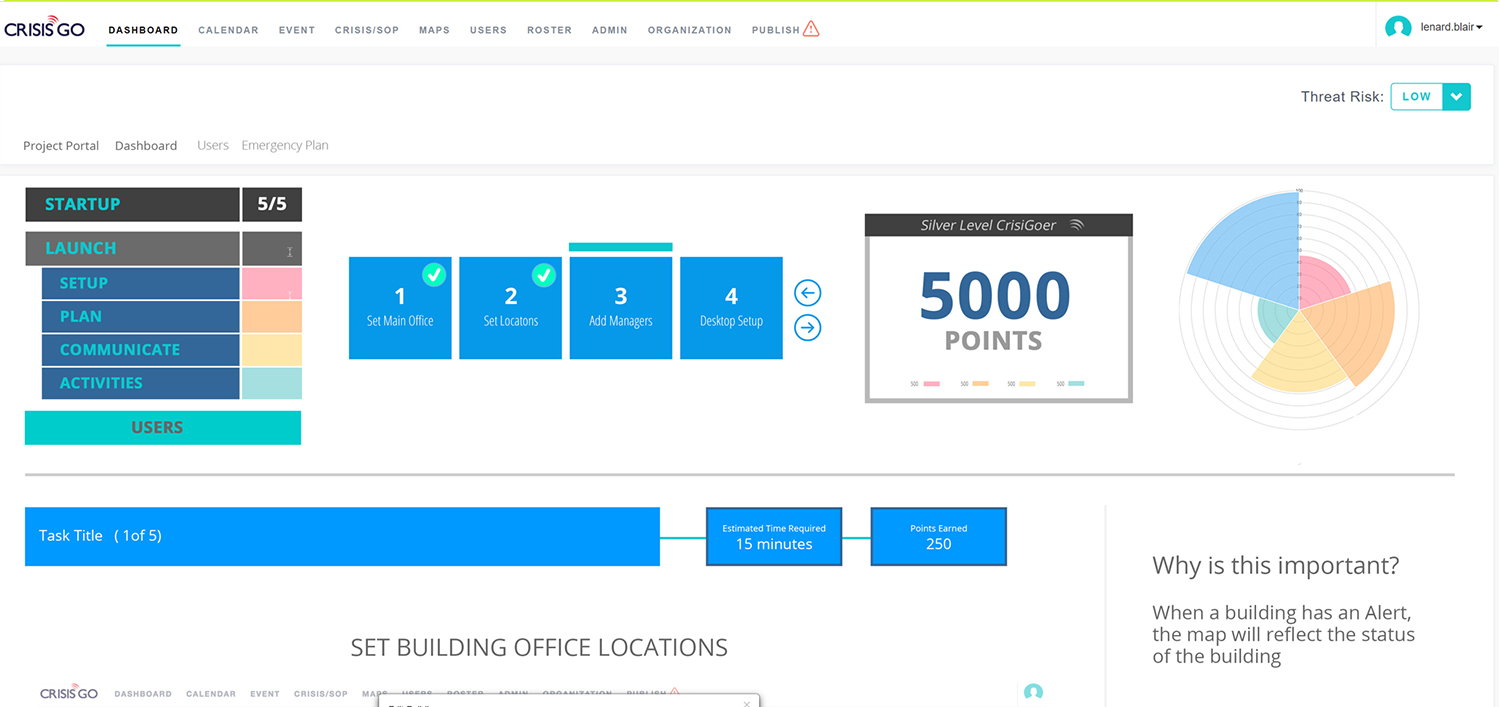 CRISIS GO DASHBOARD CALENDAR EVENT CRISIS/SOP MAPS USERS ROSTER ADMIN ORGANIZATION PUBLISH lenard.blair
Threat Risk: LOW
Project Portal Dashboard Users Emergency Plan
STARTUP 5/5
LAUNCH
SETUP
PLAN
COMMUNICATE
ACTIVITIES
USERS
1
Set Main Office
2
Set Locatons
3
Add Managers
4
Desktop Setup
Silver Level CrisiGoer
5000
POINTS
500 500 500 500
100
Task Title ( 1of 5)
Estimated Time Required
15 minutes
Points Earned
250
Why is this important?
When a building has an Alert,
the map will reflect the status
of the building
SET BUILDING OFFICE LOCATIONS
CRISIS GO DASHBOARD CALENDAR EVENT CRISIS/SOP MAPS USERS ROSTER ADMIN ORGANIZATION PUBLISH